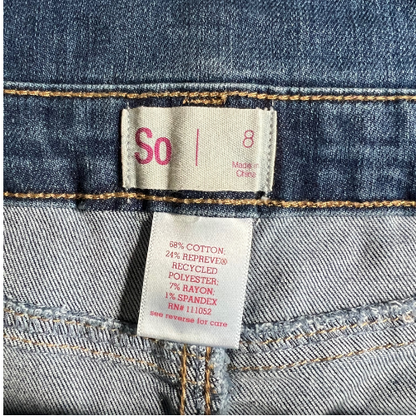 So | 8
Made in
China
68% COTTON;
24% REPREVE®
RECYCLED
POLYESTER;
7% RAYON;
1% SPANDEX
RN# 111052
see reverse for care